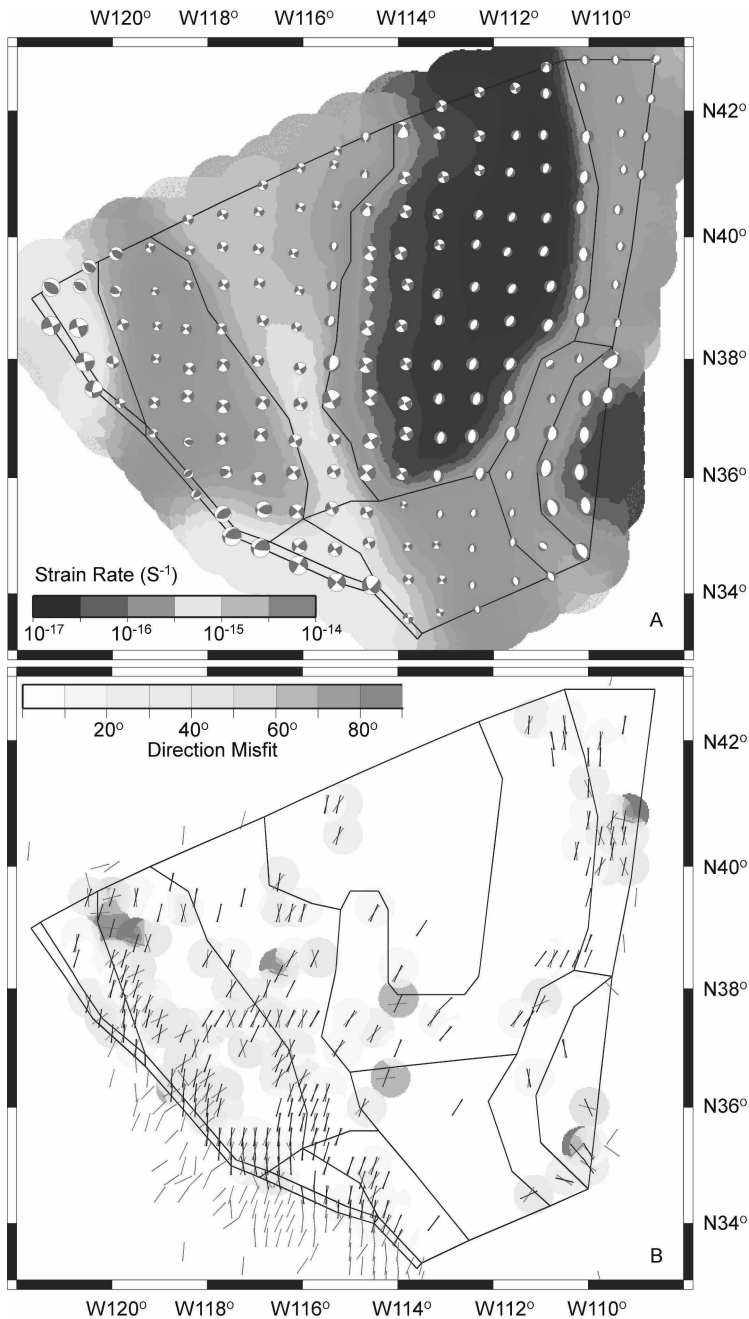 W120° W118° W116° W114° W112° W110°
N42°
N40°
N38°
N36°
N34°
Strain Rate (S⁻¹)
10⁻¹⁷ 10⁻¹⁶ 10⁻¹⁵ 10⁻¹⁴
A
20° 40° 60° 80°
Direction Misfit
N42°
N40°
N38°
N36°
N34°
B
W120° W118° W116° W114° W112° W110°